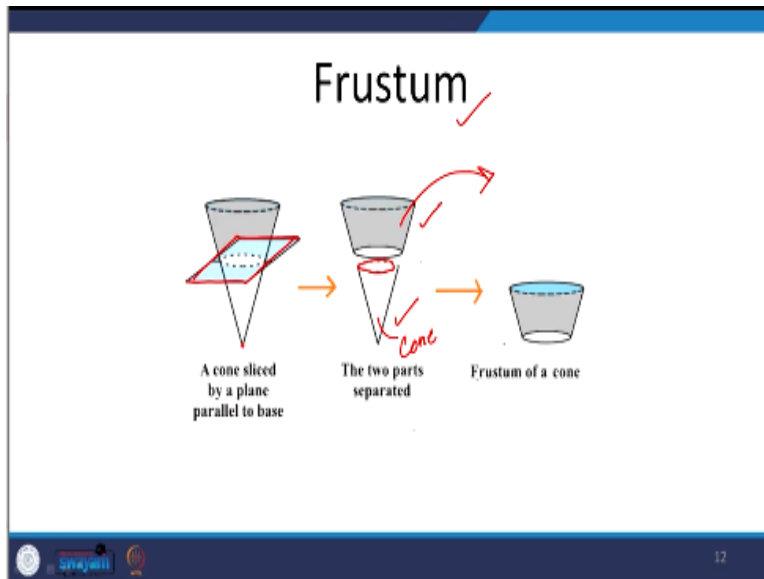 Frustum
Cone
A cone sliced
by a plane
parallel to base
The two parts
separated
Frustum of a cone
swayam
12